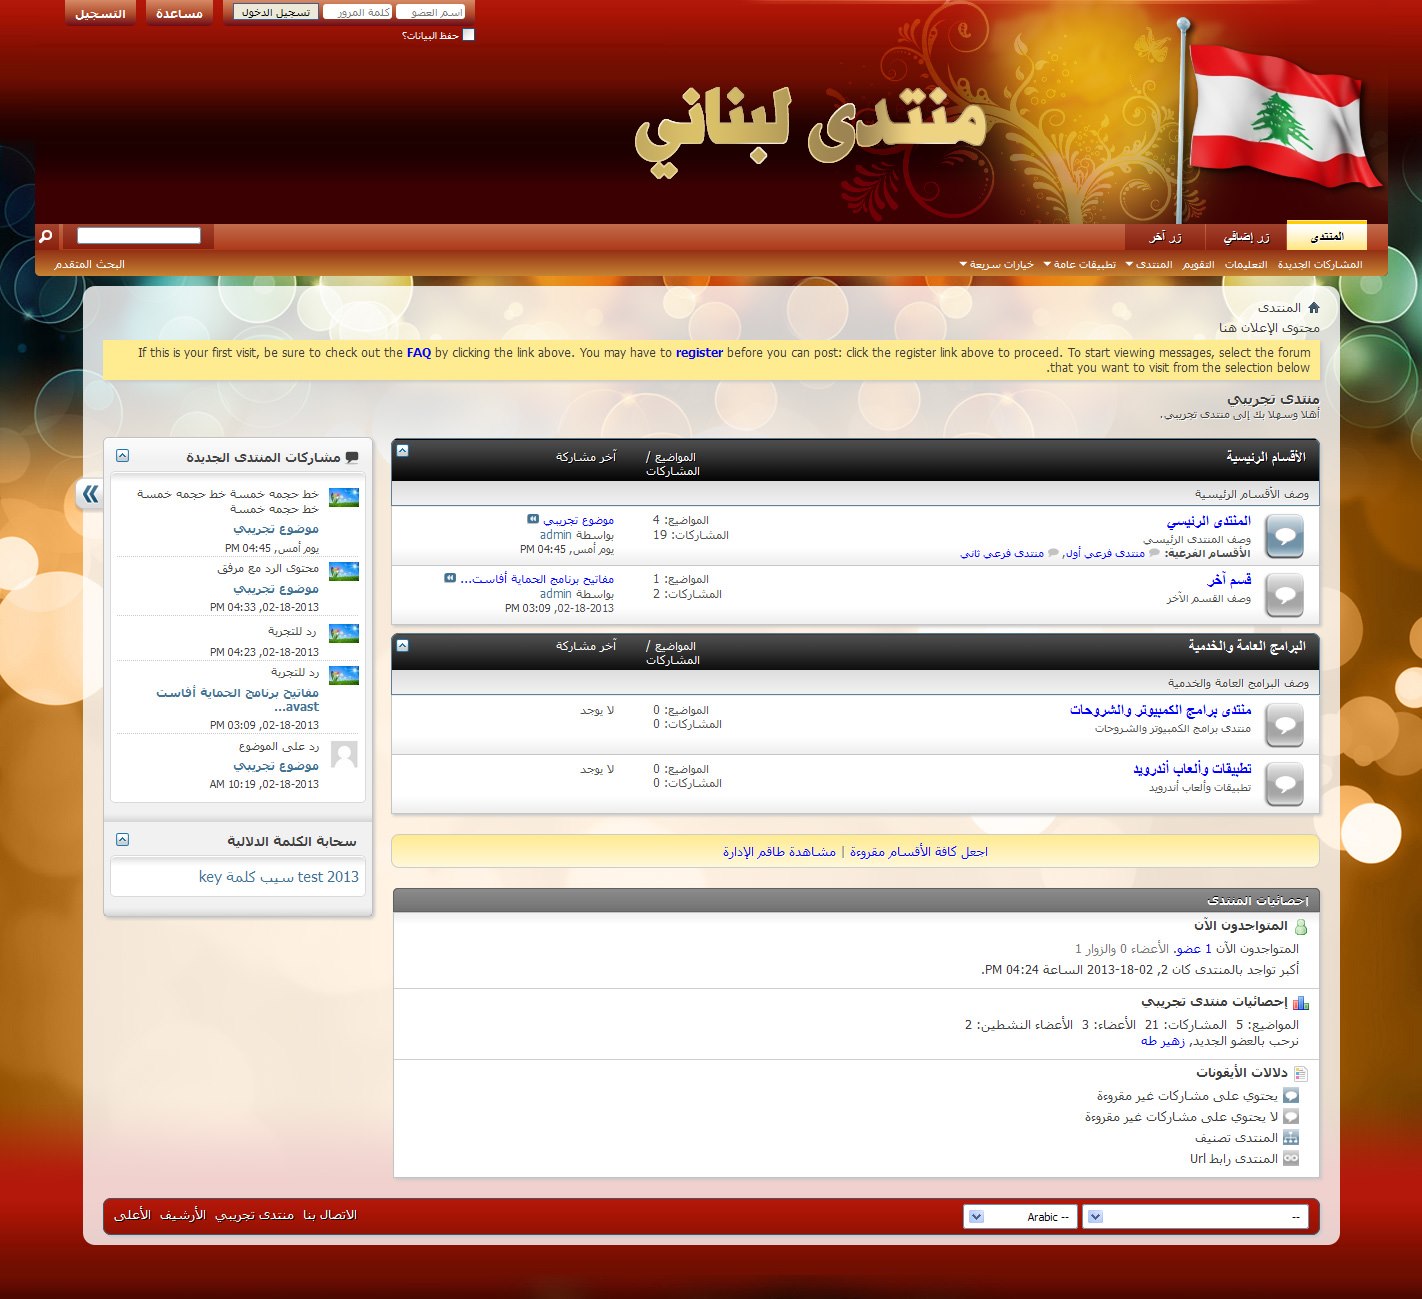 التسجيل
مساعدة
اسم العضو
كلمة المرور
تسجيل الدخول
حفظ البيانات؟
منتدى لبناني
المنتدى
زر إضافي
زر آخر
المشاركات الجديدة
التعليمات
التقويم
المنتدى
تطبيقات عامة
خيارات سريعة
البحث المتقدم
المنتدى
محتوى الإعلان هنا
If this is your first visit, be sure to check out the FAQ by clicking the link above. You may have to register before you can post: click the register link above to proceed. To start viewing messages, select the forum
that you want to visit from the selection below.
منتدى تجريبي
أهلا وسهلا بك إلى منتدى تجريبي.
الأقسام الرئيسية
المواضيع /
المشاركات
آخر مشاركة
وصف الأقسام الرئيسية
المنتدى الرئيسي
وصف المنتدى الرئيسي
الأقسام الفرعية: منتدى فرعي أول, منتدى فرعي ثاني
المواضيع: 4
المشاركات: 19
موضوع تجريبي
بواسطة admin
يوم أمس, 04:45 PM
قسم آخر
وصف القسم الآخر
المواضيع: 1
المشاركات: 2
مفاتيح برنامج الحماية أفاست...
بواسطة admin
02-18-2013, 03:09 PM
البرامج العامة والخدمية
المواضيع /
المشاركات
آخر مشاركة
وصف البرامج العامة والخدمية
منتدى برامج الكمبيوتر والشروحات
منتدى برامج الكمبيوتر والشروحات
المواضيع: 0
المشاركات: 0
لا يوجد
تطبيقات وألعاب أندرويد
تطبيقات وألعاب أندرويد
المواضيع: 0
المشاركات: 0
لا يوجد
اجعل كافة الأقسام مقروءة | مشاهدة طاقم الإدارة
إحصائيات المنتدى
المتواجدون الآن
المتواجدون الآن 1 عضو. الأعضاء 0 والزوار 1
أكبر تواجد بالمنتدى كان 2, 02-18-2013 الساعة 04:24 PM.
إحصائيات منتدى تجريبي
المواضيع: 5 المشاركات: 21 الأعضاء: 3 الأعضاء النشطين: 2
نرحب بالعضو الجديد, زهير طه
دلالات الأيقونات
يحتوي على مشاركات غير مقروءة
لا يحتوي على مشاركات غير مقروءة
المنتدى تصنيف
المنتدى رابط Url
مشاركات المنتدى الجديدة
خط حجمه خمسة خط حجمه خمسة
خط حجمه خمسة
موضوع تجريبي
يوم أمس, 04:45 PM
محتوى الرد مع مرفق
موضوع تجريبي
02-18-2013, 04:33 PM
رد للتجربة
02-18-2013, 04:23 PM
رد للتجربة
مفاتيح برنامج الحماية أفاست
avast...
02-18-2013, 03:09 PM
رد على الموضوع
موضوع تجريبي
02-18-2013, 10:19 AM
سحابة الكلمة الدلالية
2013 test سيب كلمة key
--
-- Arabic
الاتصال بنا
منتدى تجريبي
الأرشيف
الأعلى